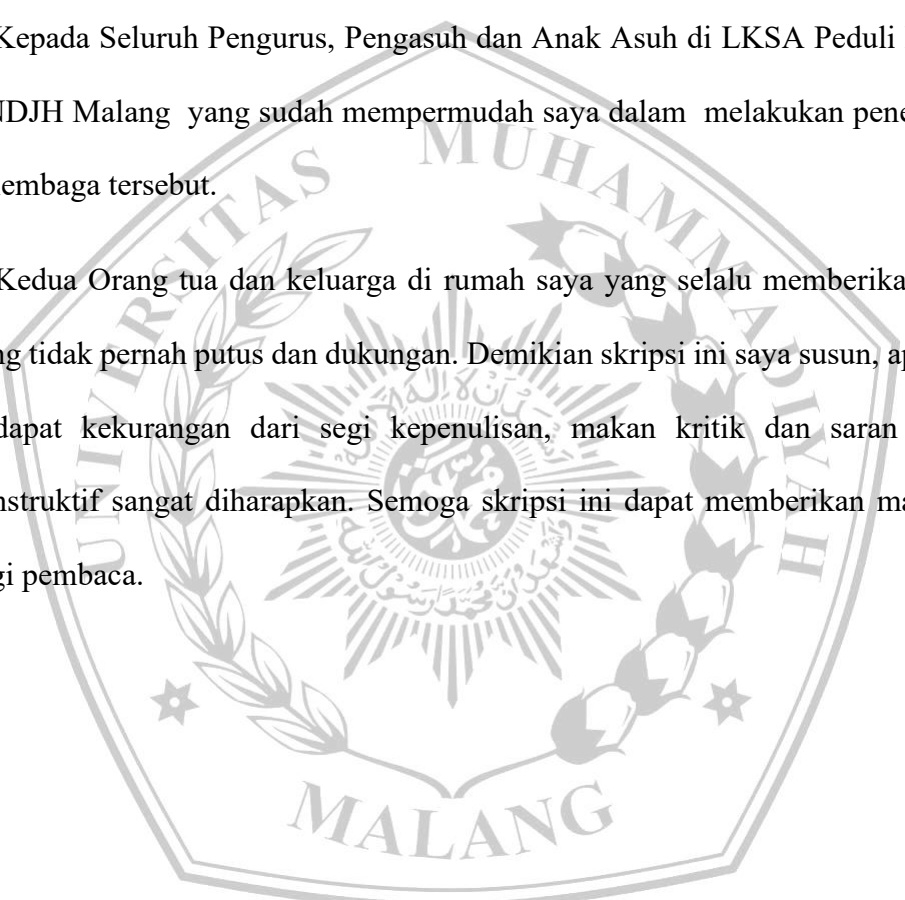 Kepada Seluruh Pengurus, Pengasuh dan Anak Asuh di LKSA Peduli
NDJH Malang yang sudah mempermudah saya dalam melakukan pene
lembaga tersebut.
Kedua Orang tua dan keluarga di rumah saya yang selalu memberika
ng tidak pernah putus dan dukungan. Demikian skripsi ini saya susun, ap
dapat kekurangan dari segi kepenulisan, makan kritik dan saran
nstruktif sangat diharapkan. Semoga skripsi ini dapat memberikan ma
gi pembaca.
UNIVERSITAS MUHAMMADIYAH
MALANG